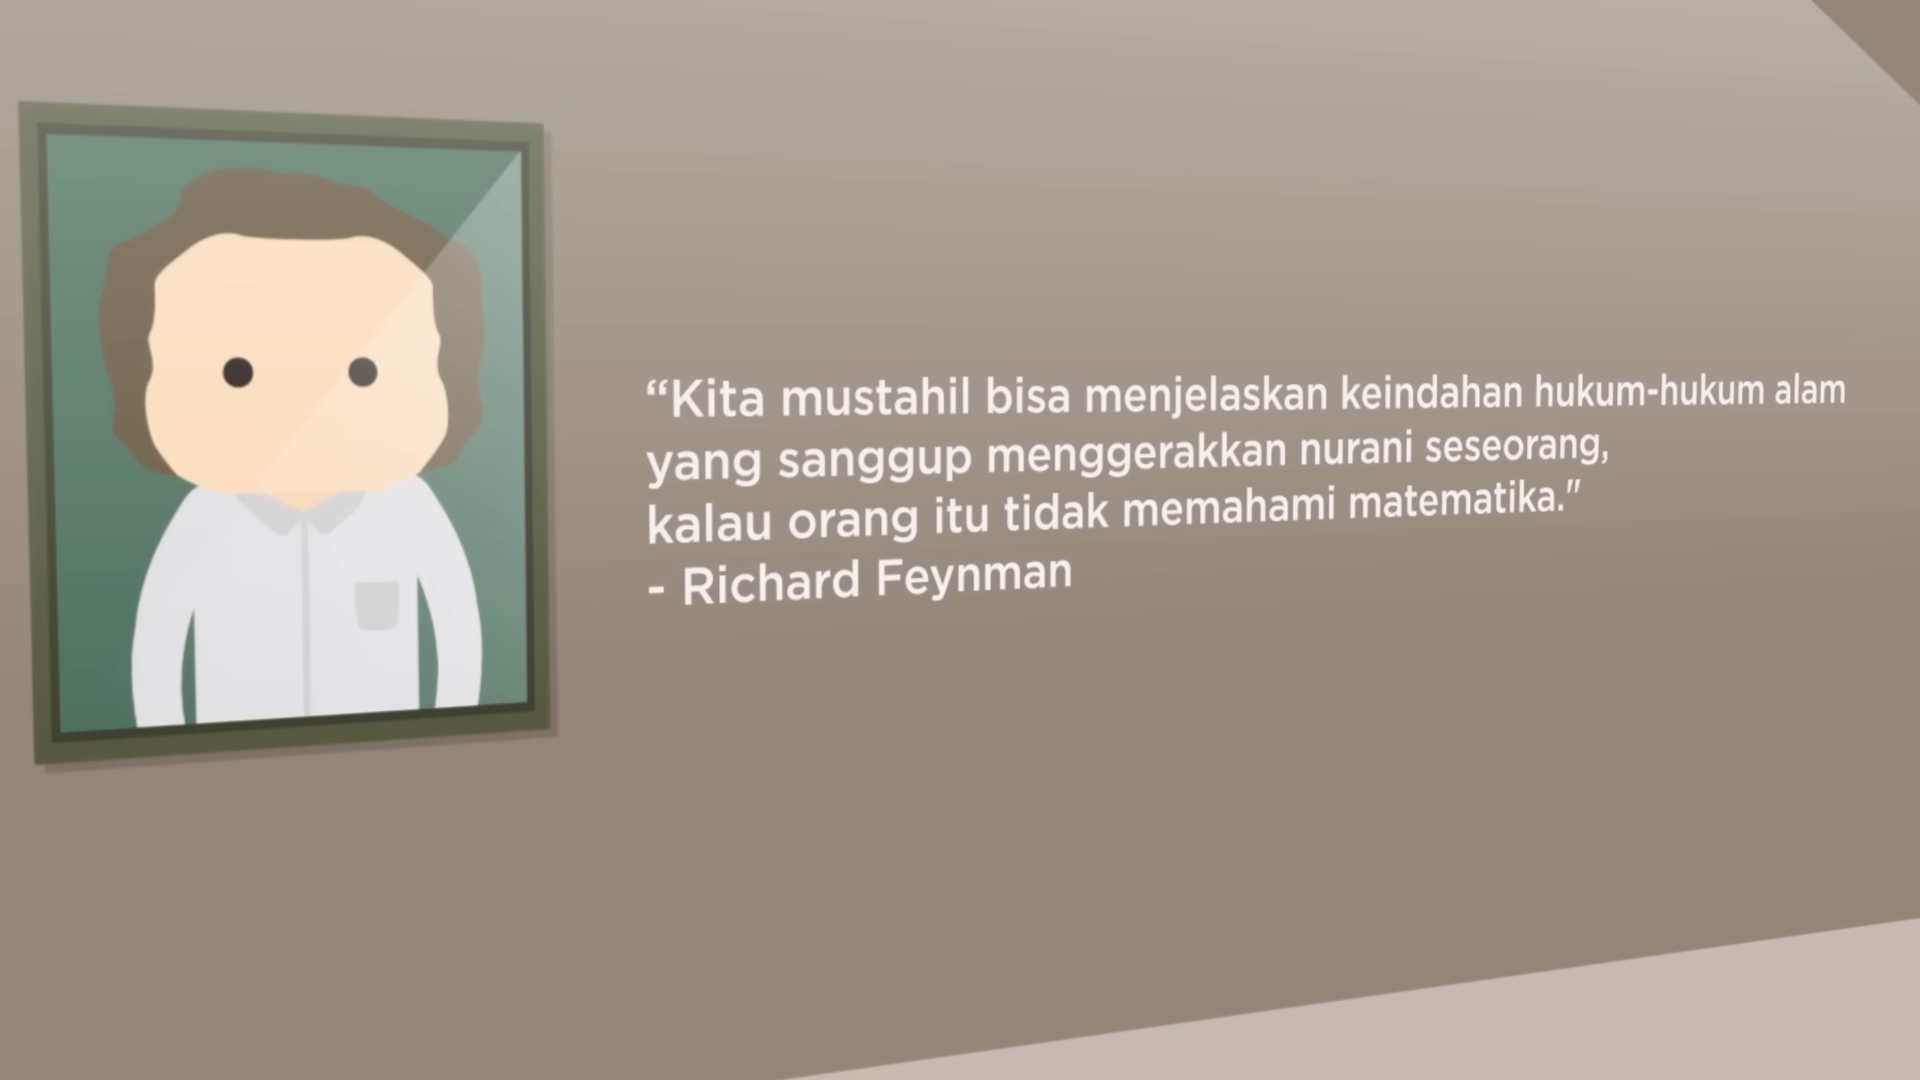 “Kita mustahil bisa menjelaskan keindahan hukum-hukum alam
yang sanggup menggerakkan nurani seseorang,
kalau orang itu tidak memahami matematika."
- Richard Feynman